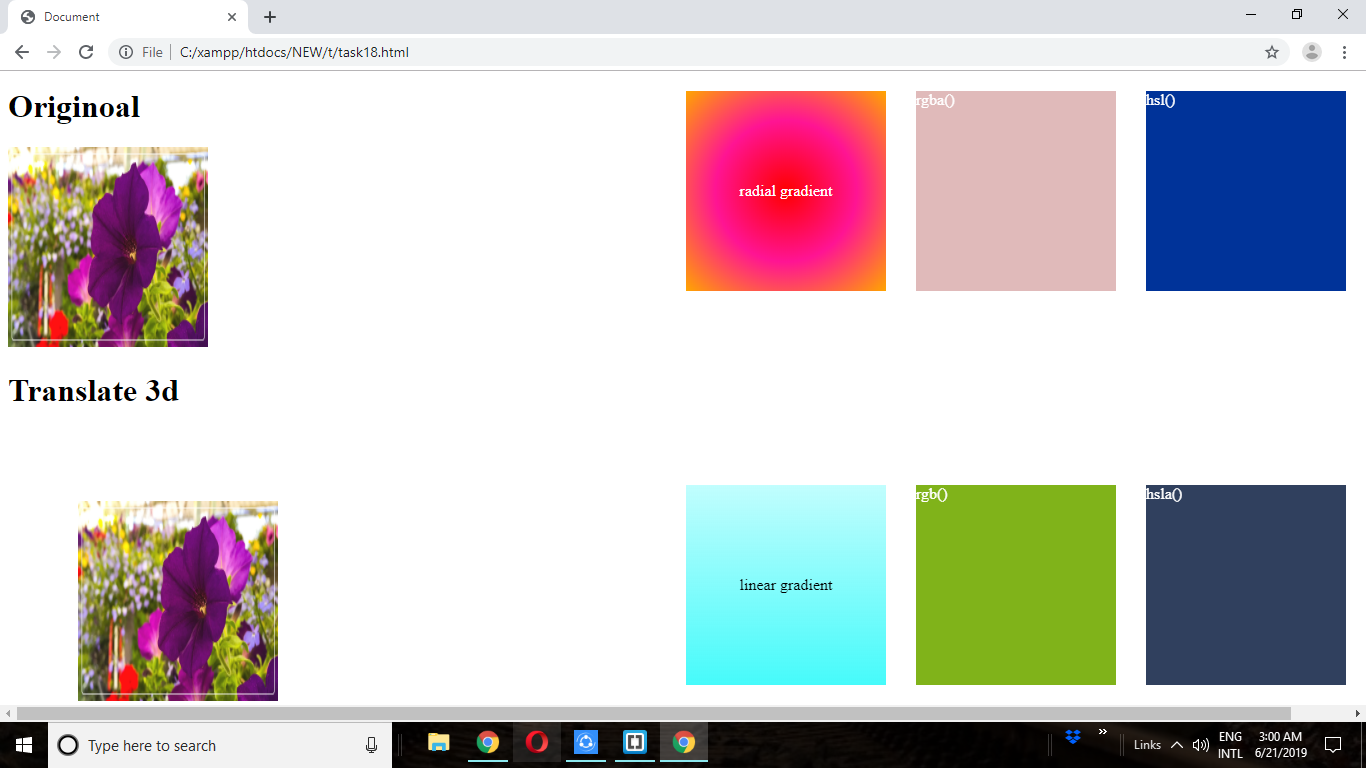 Document
File
C:/xampp/htdocs/NEW/t/task18.html
Originoal
radial gradient
rgba()
hsl()
Translate 3d
linear gradient
rgb()
hsla()
Type here to search
Links
ENG
INTL
3:00 AM
6/21/2019